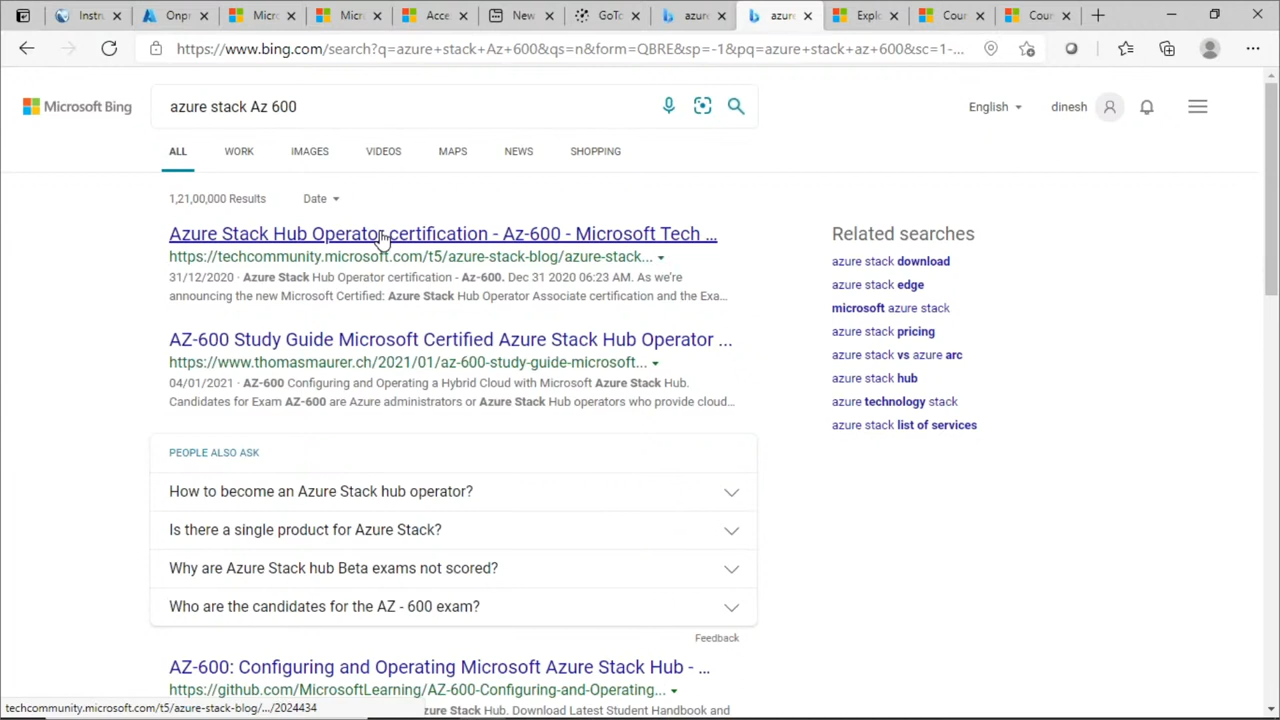 Instru
Onpr
Micro
Micro
Acce
New
GoTo
azure
azure
Explo
Cour
Cour
https://www.bing.com/search?q=azure+stack+Az+600&qs=n&form=QBRE&sp=-1&pq=azure+stack+az+600&sc=1-...
Microsoft Bing
azure stack Az 600
English
dinesh
ALL
WORK
IMAGES
VIDEOS
MAPS
NEWS
SHOPPING
1,21,00,000 Results
Date
Azure Stack Hub Operator certification - Az-600 - Microsoft Tech ...
https://techcommunity.microsoft.com/t5/azure-stack-blog/azure-stack...
31/12/2020 · Azure Stack Hub Operator certification - Az-600. Dec 31 2020 06:23 AM. As we're
announcing the new Microsoft Certified: Azure Stack Hub Operator Associate certification and the Exa...
AZ-600 Study Guide Microsoft Certified Azure Stack Hub Operator ...
https://www.thomasmaurer.ch/2021/01/az-600-study-guide-microsoft...
04/01/2021 · AZ-600 Configuring and Operating a Hybrid Cloud with Microsoft Azure Stack Hub.
Candidates for Exam AZ-600 are Azure administrators or Azure Stack Hub operators who provide cloud...
PEOPLE ALSO ASK
How to become an Azure Stack hub operator?
Is there a single product for Azure Stack?
Why are Azure Stack hub Beta exams not scored?
Who are the candidates for the AZ - 600 exam?
Feedback
AZ-600: Configuring and Operating Microsoft Azure Stack Hub - ...
https://github.com/MicrosoftLearning/AZ-600-Configuring-and-Operating...
zure Stack Hub. Download Latest Student Handbook and
Related searches
azure stack download
azure stack edge
microsoft azure stack
azure stack pricing
azure stack vs azure arc
azure stack hub
azure technology stack
azure stack list of services
techcommunity.microsoft.com/t5/azure-stack-blog/.../2024434